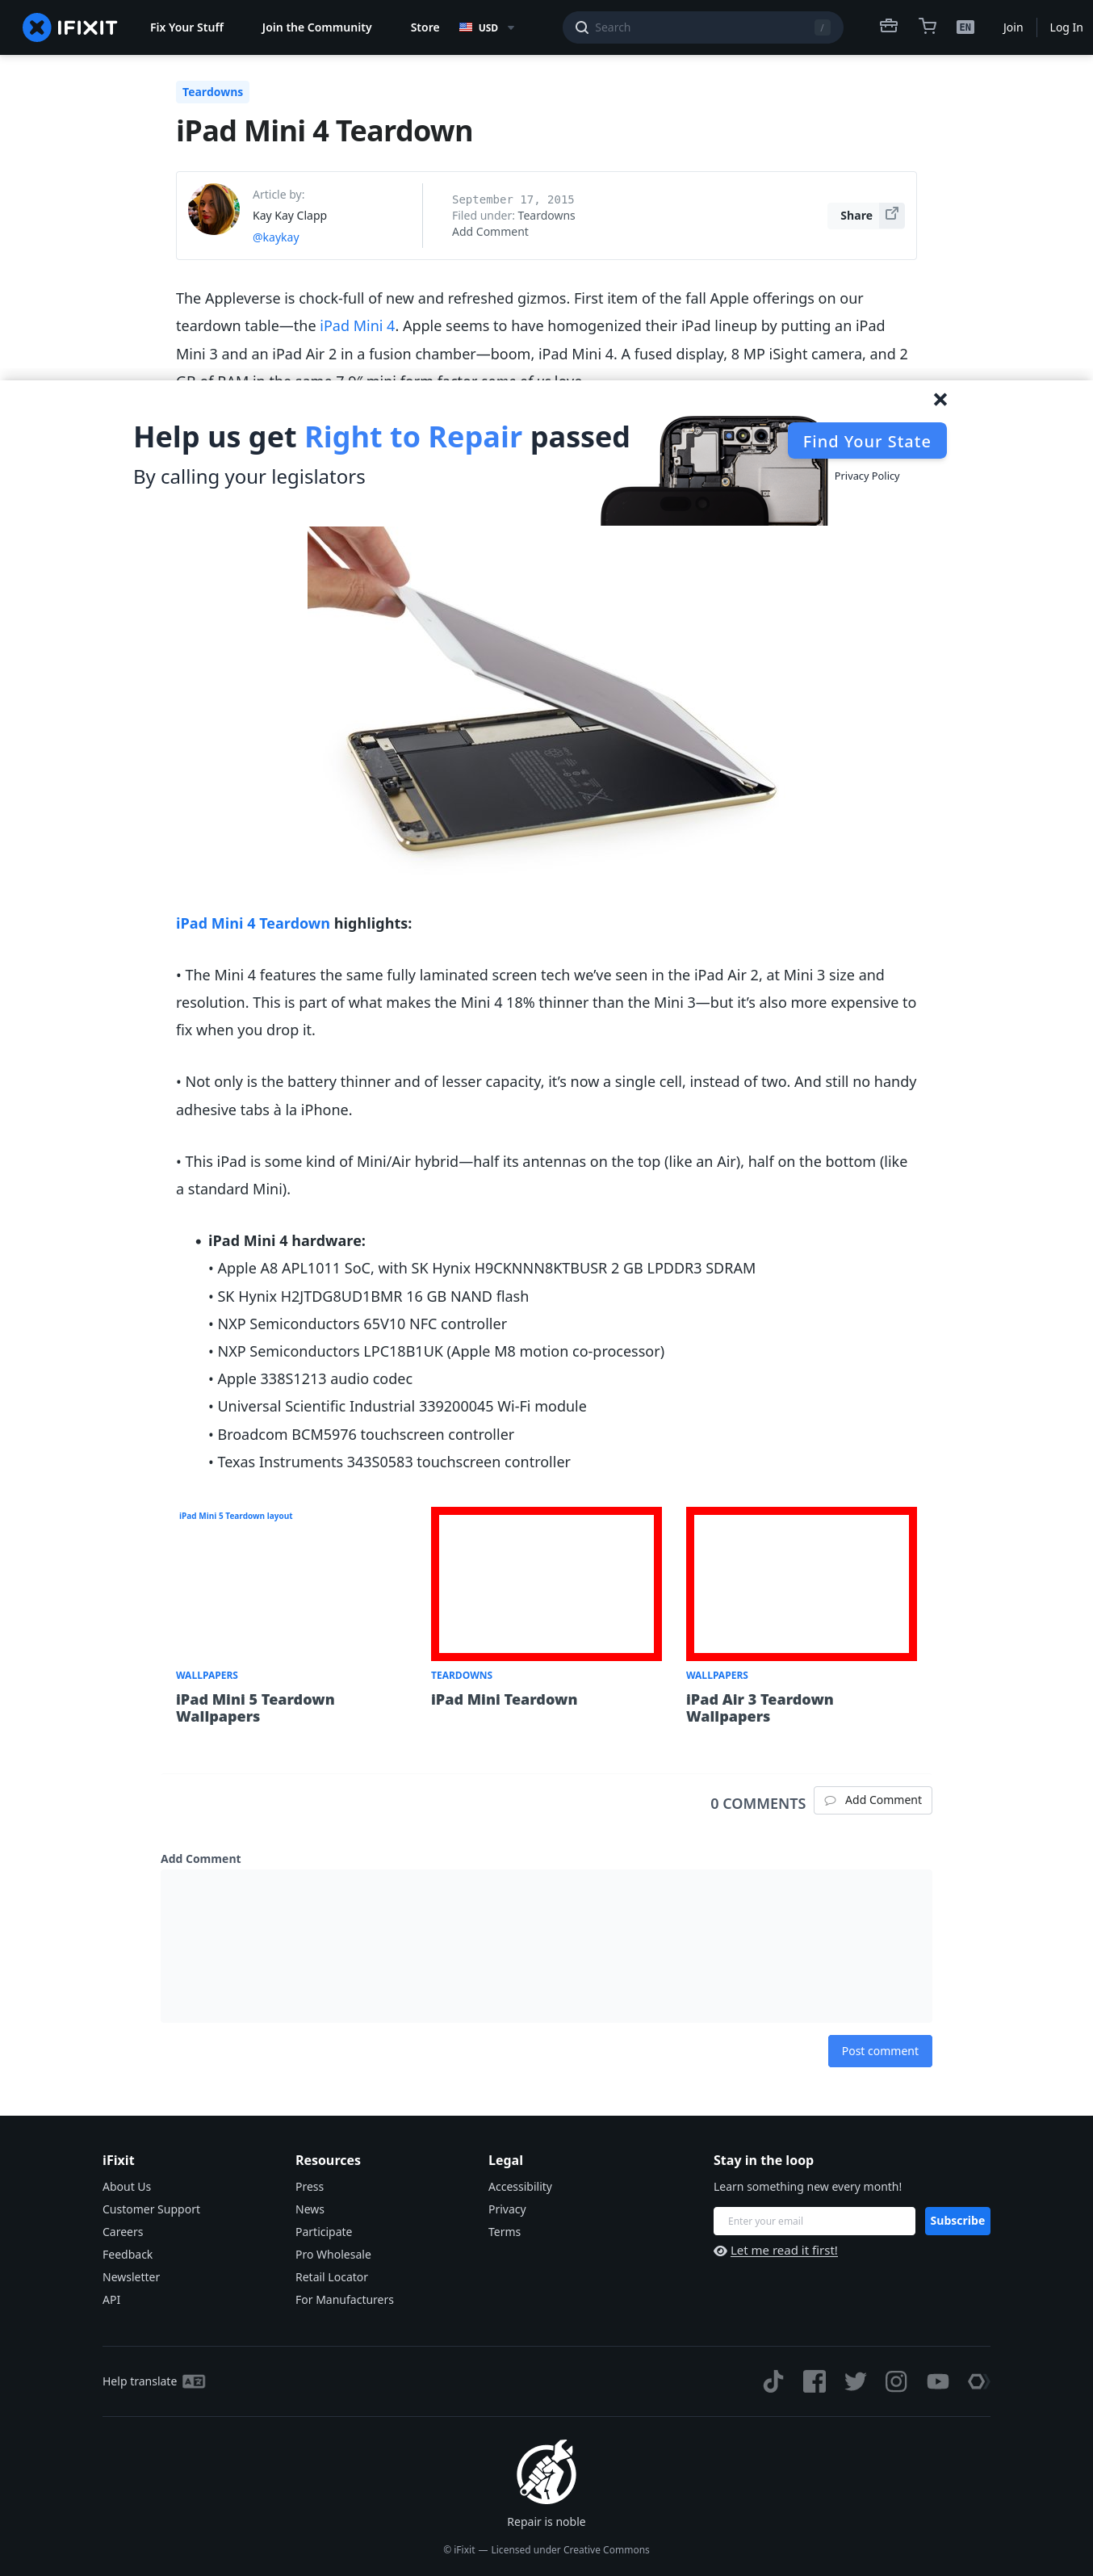 IFIXIT
Fix Your Stuff
Join the Community
Store
USD
Search
/
EN
Join
Log In
Teardowns
iPad Mini 4 Teardown
Article by:
Kay Kay Clapp
@kaykay
September 17, 2015
Filed under: Teardowns
Add Comment
Share
The Appleverse is chock-full of new and refreshed gizmos. First item of the fall Apple offerings on our
teardown table—the iPad Mini 4. Apple seems to have homogenized their iPad lineup by putting an iPad
Mini 3 and an iPad Air 2 in a fusion chamber—boom, iPad Mini 4. A fused display, 8 MP iSight camera, and 2
Help us get Right to Repair passed
By calling your legislators
Find Your State
Privacy Policy
iPad Mini 4 Teardown highlights:
• The Mini 4 features the same fully laminated screen tech we’ve seen in the iPad Air 2, at Mini 3 size and
resolution. This is part of what makes the Mini 4 18% thinner than the Mini 3—but it’s also more expensive to
fix when you drop it.
• Not only is the battery thinner and of lesser capacity, it’s now a single cell, instead of two. And still no handy
adhesive tabs à la iPhone.
• This iPad is some kind of Mini/Air hybrid—half its antennas on the top (like an Air), half on the bottom (like
a standard Mini).
• iPad Mini 4 hardware:
• Apple A8 APL1011 SoC, with SK Hynix H9CKNNN8KTBUSR 2 GB LPDDR3 SDRAM
• SK Hynix H2JTDG8UD1BMR 16 GB NAND flash
• NXP Semiconductors 65V10 NFC controller
• NXP Semiconductors LPC18B1UK (Apple M8 motion co-processor)
• Apple 338S1213 audio codec
• Universal Scientific Industrial 339200045 Wi-Fi module
• Broadcom BCM5976 touchscreen controller
• Texas Instruments 343S0583 touchscreen controller
iPad Mini 5 Teardown layout
WALLPAPERS
iPad Mini 5 Teardown
Wallpapers
TEARDOWNS
iPad Mini Teardown
WALLPAPERS
iPad Air 3 Teardown
Wallpapers
0 COMMENTS
Add Comment
Add Comment
Post comment
iFixit
About Us
Customer Support
Careers
Feedback
Newsletter
API
Resources
Press
News
Participate
Pro Wholesale
Retail Locator
For Manufacturers
Legal
Accessibility
Privacy
Terms
Stay in the loop
Learn something new every month!
Enter your email
Subscribe
Let me read it first!
Help translate
Repair is noble
© iFixit — Licensed under Creative Commons